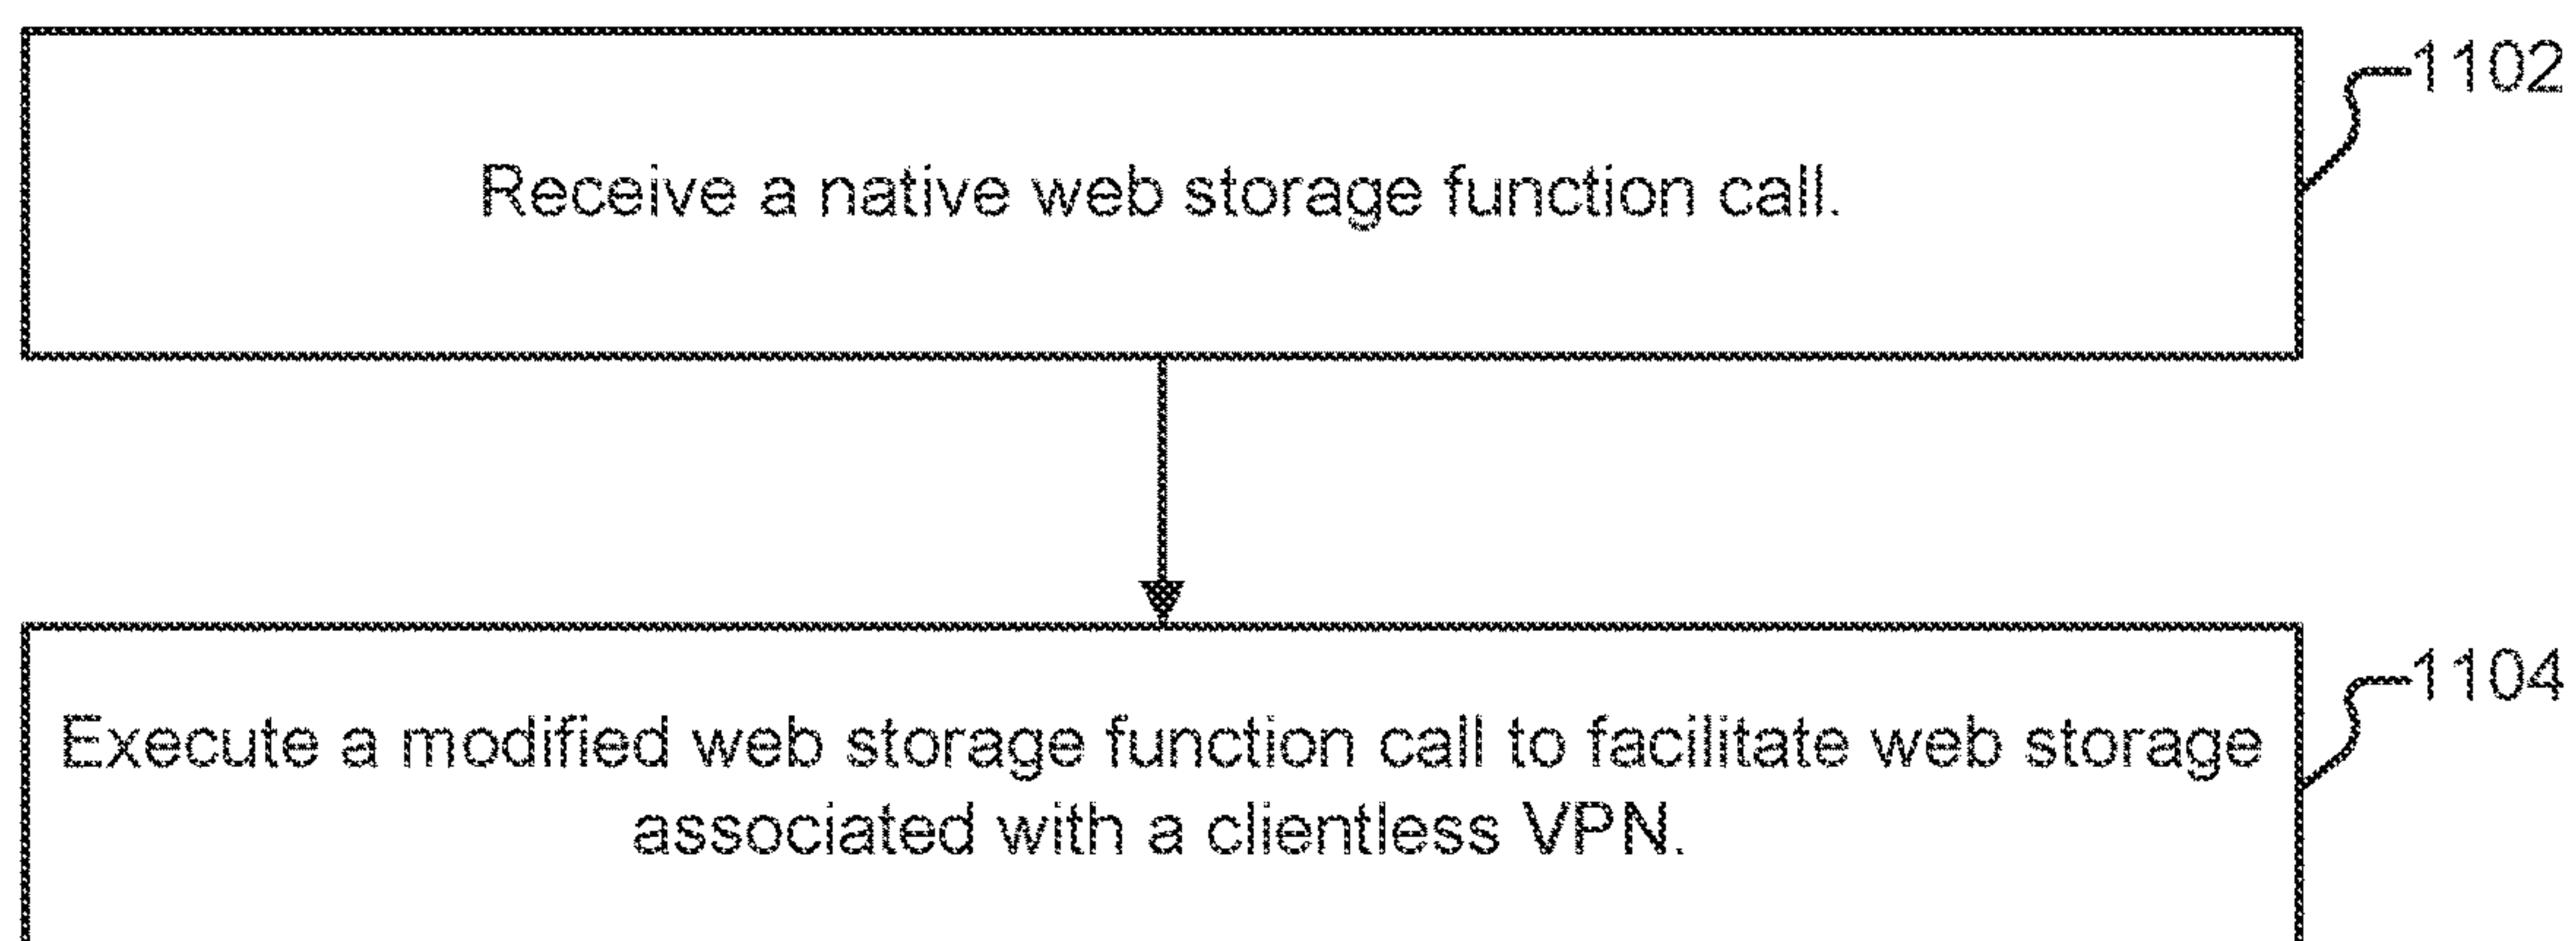 1102
Receive a native web storage function call.
1104
Execute a modified web storage function call to facilitate web storage
associated with a clientless VPN.